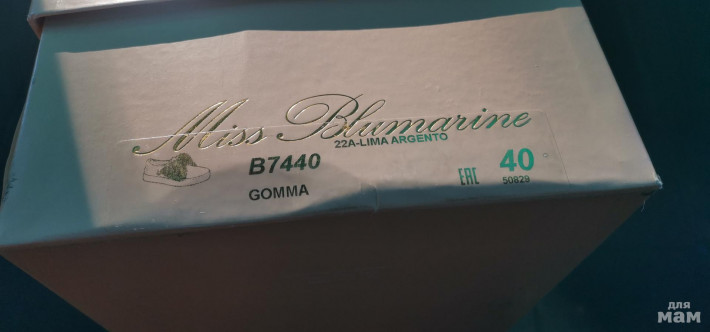 Miss Blumarine
22A-LIMA ARGENTO
B7440
GOMMA
EAC
40
50829
для
мам